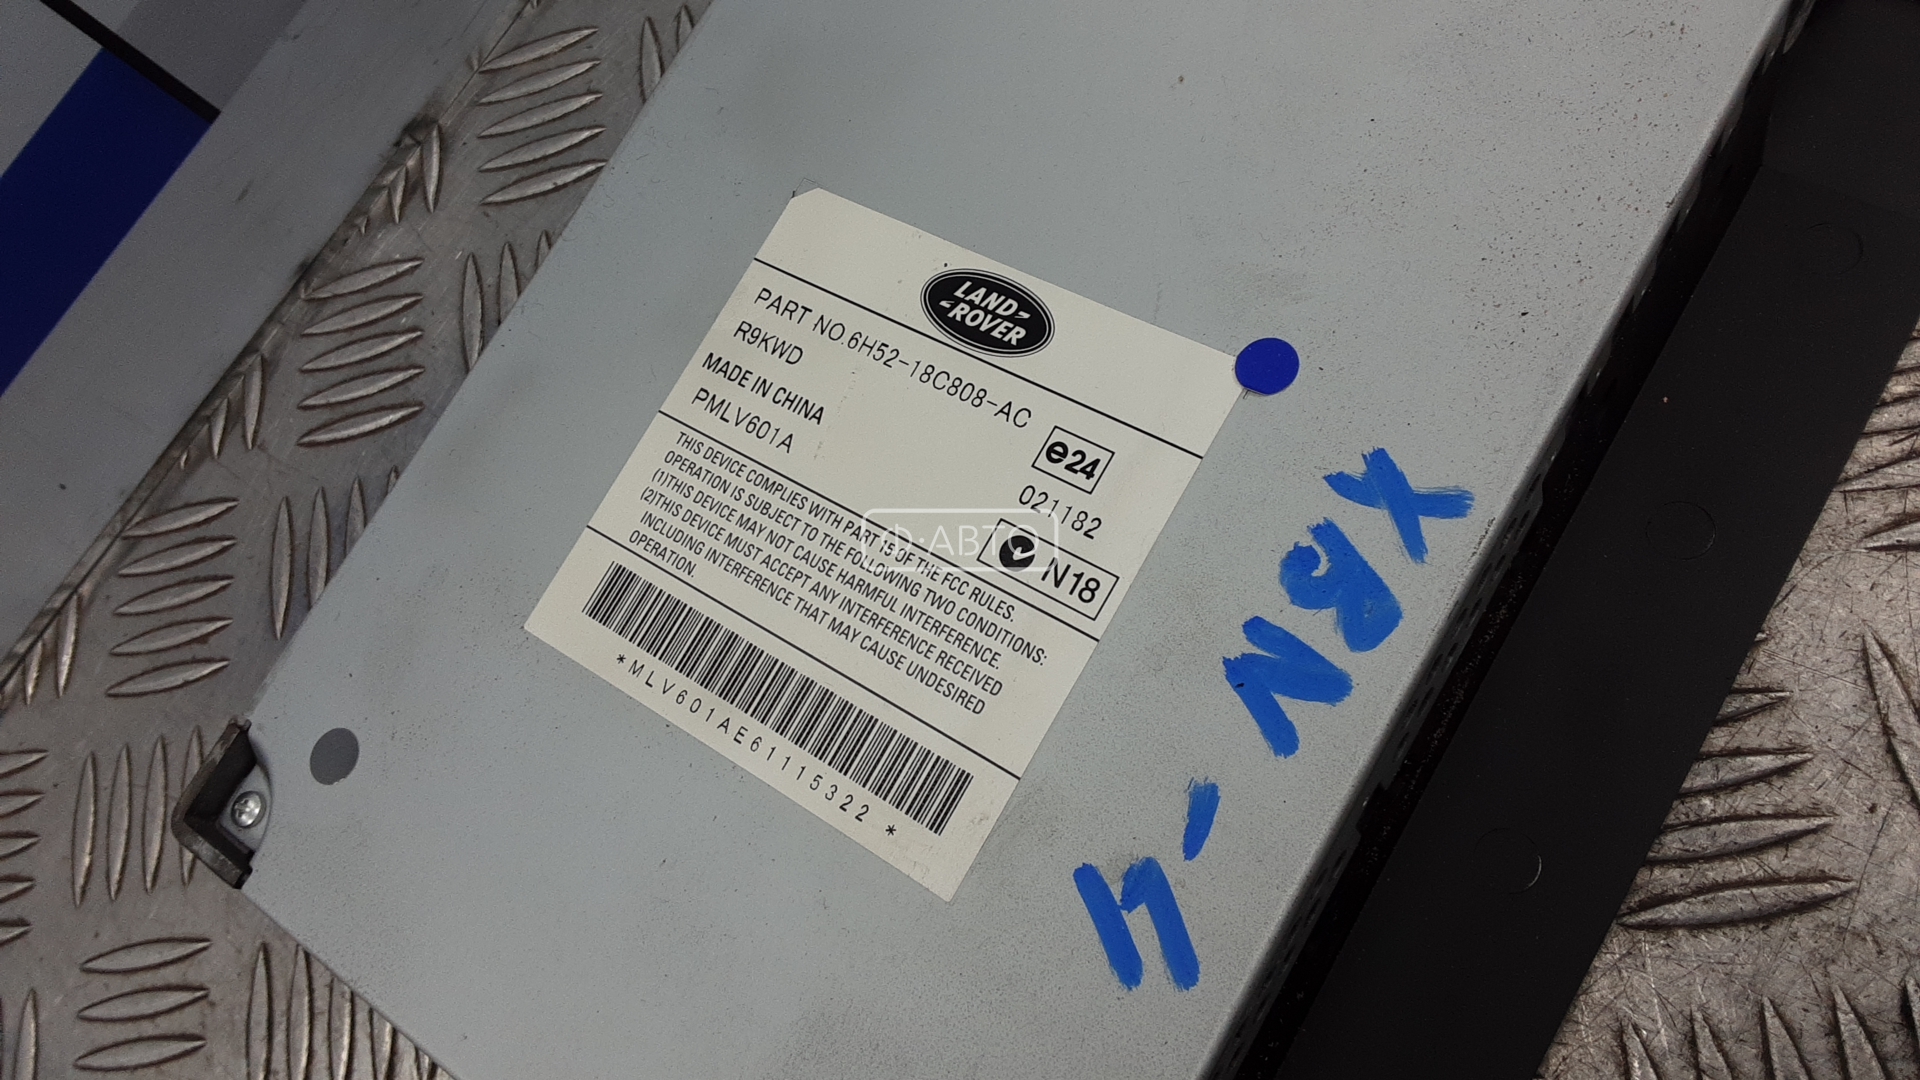 LAND
ROVER
PART NO.6H52-18C808-AC
R9KWD
MADE IN CHINA
PMLV601A
e24
021182
N18
THIS DEVICE COMPLIES WITH PART 15 OF THE FCC RULES.
OPERATION IS SUBJECT TO THE FOLLOWING TWO CONDITIONS:
(1)THIS DEVICE MAY NOT CAUSE HARMFUL INTERFERENCE.
(2)THIS DEVICE MUST ACCEPT ANY INTERFERENCE RECEIVED
INCLUDING INTERFERENCE THAT MAY CAUSE UNDESIRED
OPERATION.
*MLV601AE61115322*
Ф·АВТО